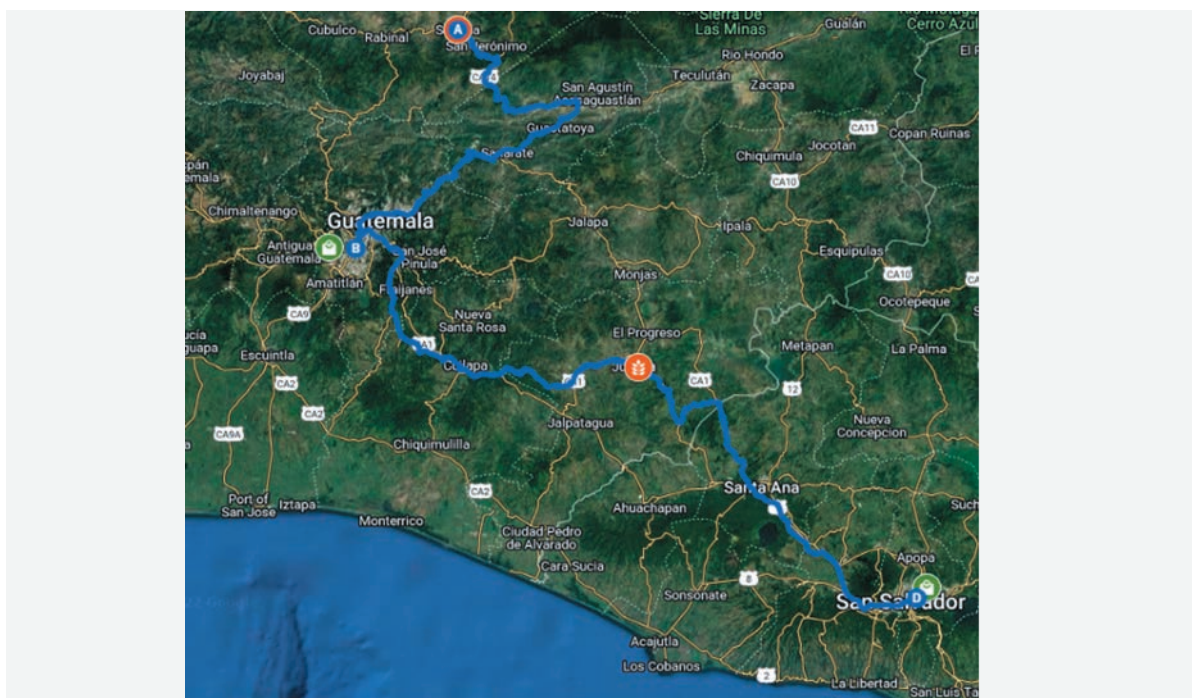 Sierra De
Las Minas
Cerro Azul
Gualán
Cubulco
Rabinal
A
San Jerónimo
Rio Hondo
Joyabaj
Teculután
Zacapa
San Agustín
Guastatoya
Sanarate
CA11
Copan Ruinas
Jocotán
Chiquimula
CA10
Chimaltenango
Guatemala
Jalapa
Ipala
Antigua
Guatemala
B
San José
Pinula
Esquipulas
Amatitlán
Fraijanes
Monjas
CA10
Ocotepeque
CA9
Nueva
Santa Rosa
El Progreso
Escuintla
CA1
Metapan
La Palma
CA2
CA1
12
CA2
Jalpatagua
Nueva
Concepcion
CA9A
Chiquimulilla
Santa Ana
CA2
Port of
San Jose
Iztapa
Ahuachapan
Monterrico
Ciudad Pedro
de Alvarado
Apopa
Cara Sucia
8
Sonsonate
San Salvador
D
Acajutla
Los Cobanos
2
La Libertad
San Luis Ta